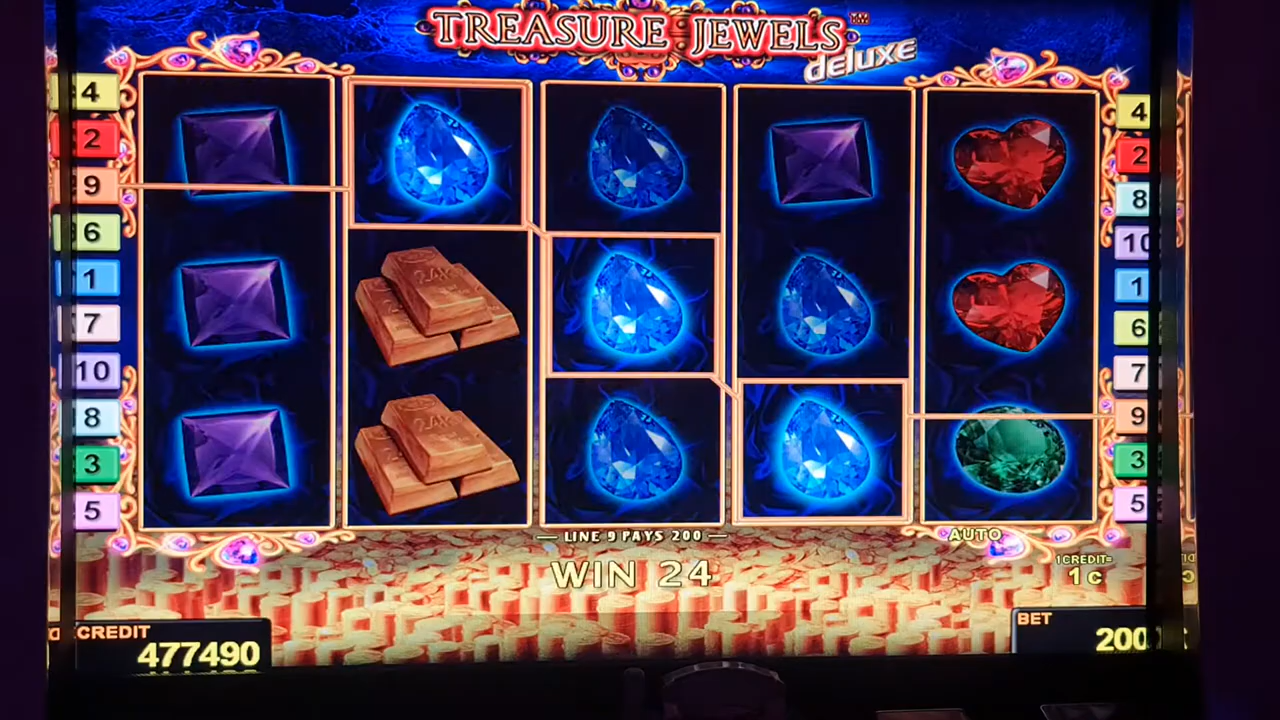 TREASURE JEWELS
deluxe
4
2
9
6
1
7
10
8
3
5
4
2
8
10
1
6
7
9
3
5
LINE 9 PAYS 200
AUTO
WIN 24
1 CREDIT=
1 c
CREDIT
477490
BET
200